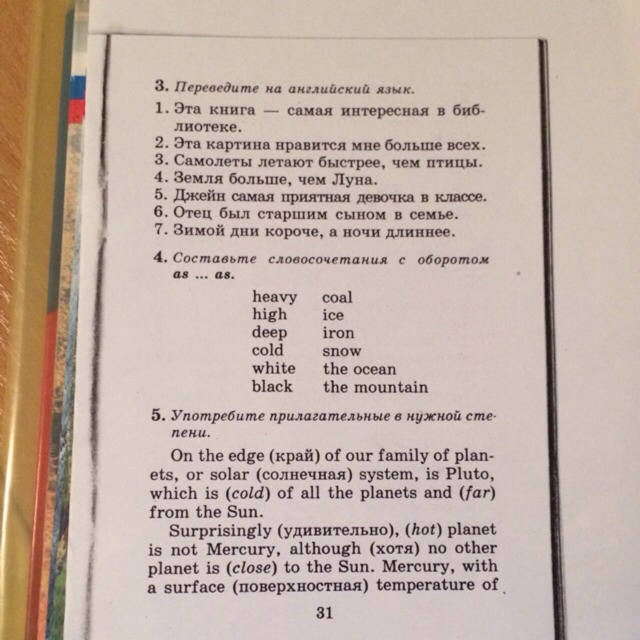 3. Переведите на английский язык.
1. Эта книга — самая интересная в биб-
лиотеке.
2. Эта картина нравится мне больше всех.
3. Самолеты летают быстрее, чем птицы.
4. Земля больше, чем Луна.
5. Джейн самая приятная девочка в классе.
6. Отец был старшим сыном в семье.
7. Зимой дни короче, а ночи длиннее.
4. Составьте словосочетания с оборотом
as ... as.
heavy coal
high ice
deep iron
cold snow
white the ocean
black the mountain
5. Употребите прилагательные в нужной сте-
пени.
On the edge (край) of our family of plan-
ets, or solar (солнечная) system, is Pluto,
which is (cold) of all the planets and (far)
from the Sun.
Surprisingly (удивительно), (hot) planet
is not Mercury, although (хотя) no other
planet is (close) to the Sun. Mercury, with
a surface (поверхностная) temperature of
31